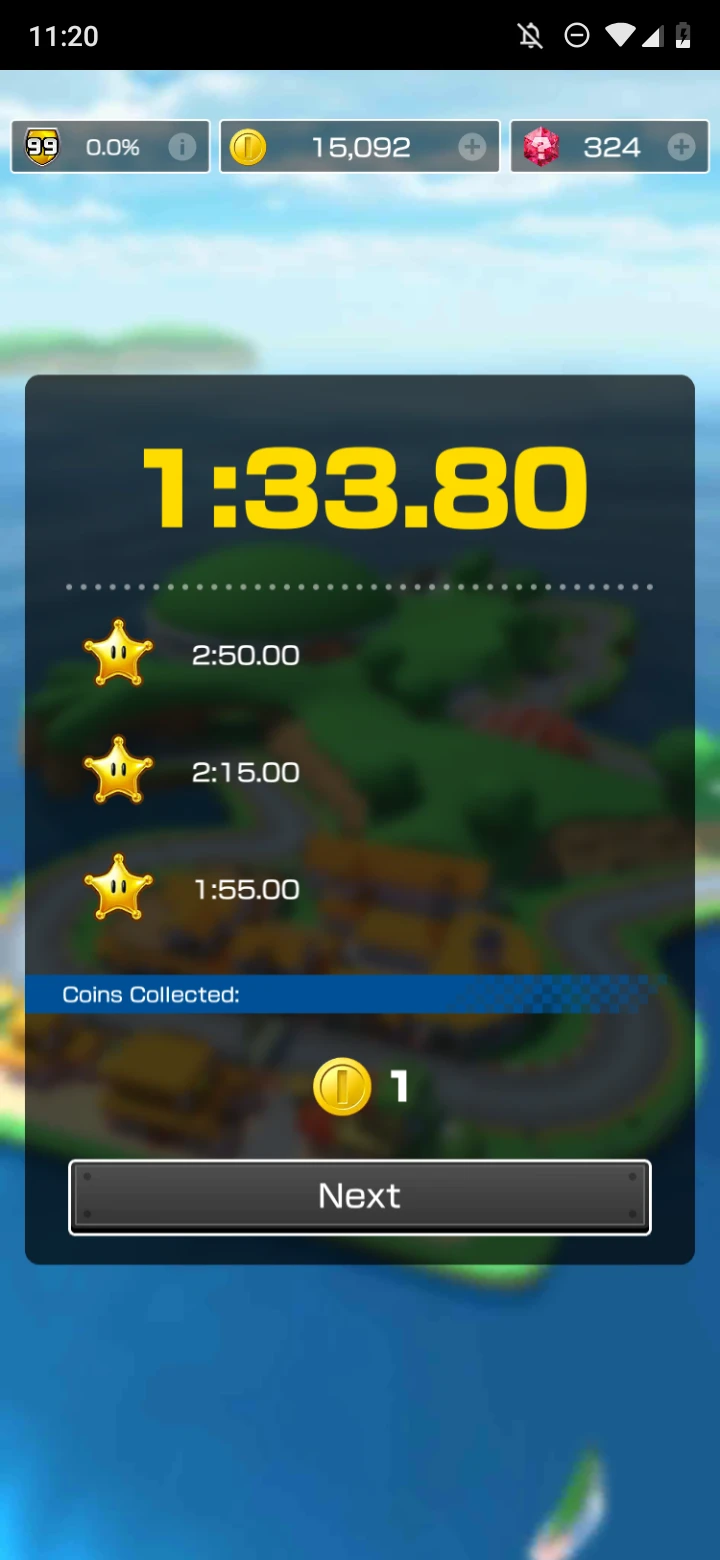 11:20
99 0.0% i 15,092 + ? 324 +
1:33.80
2:50.00
2:15.00
1:55.00
Coins Collected:
1
Next